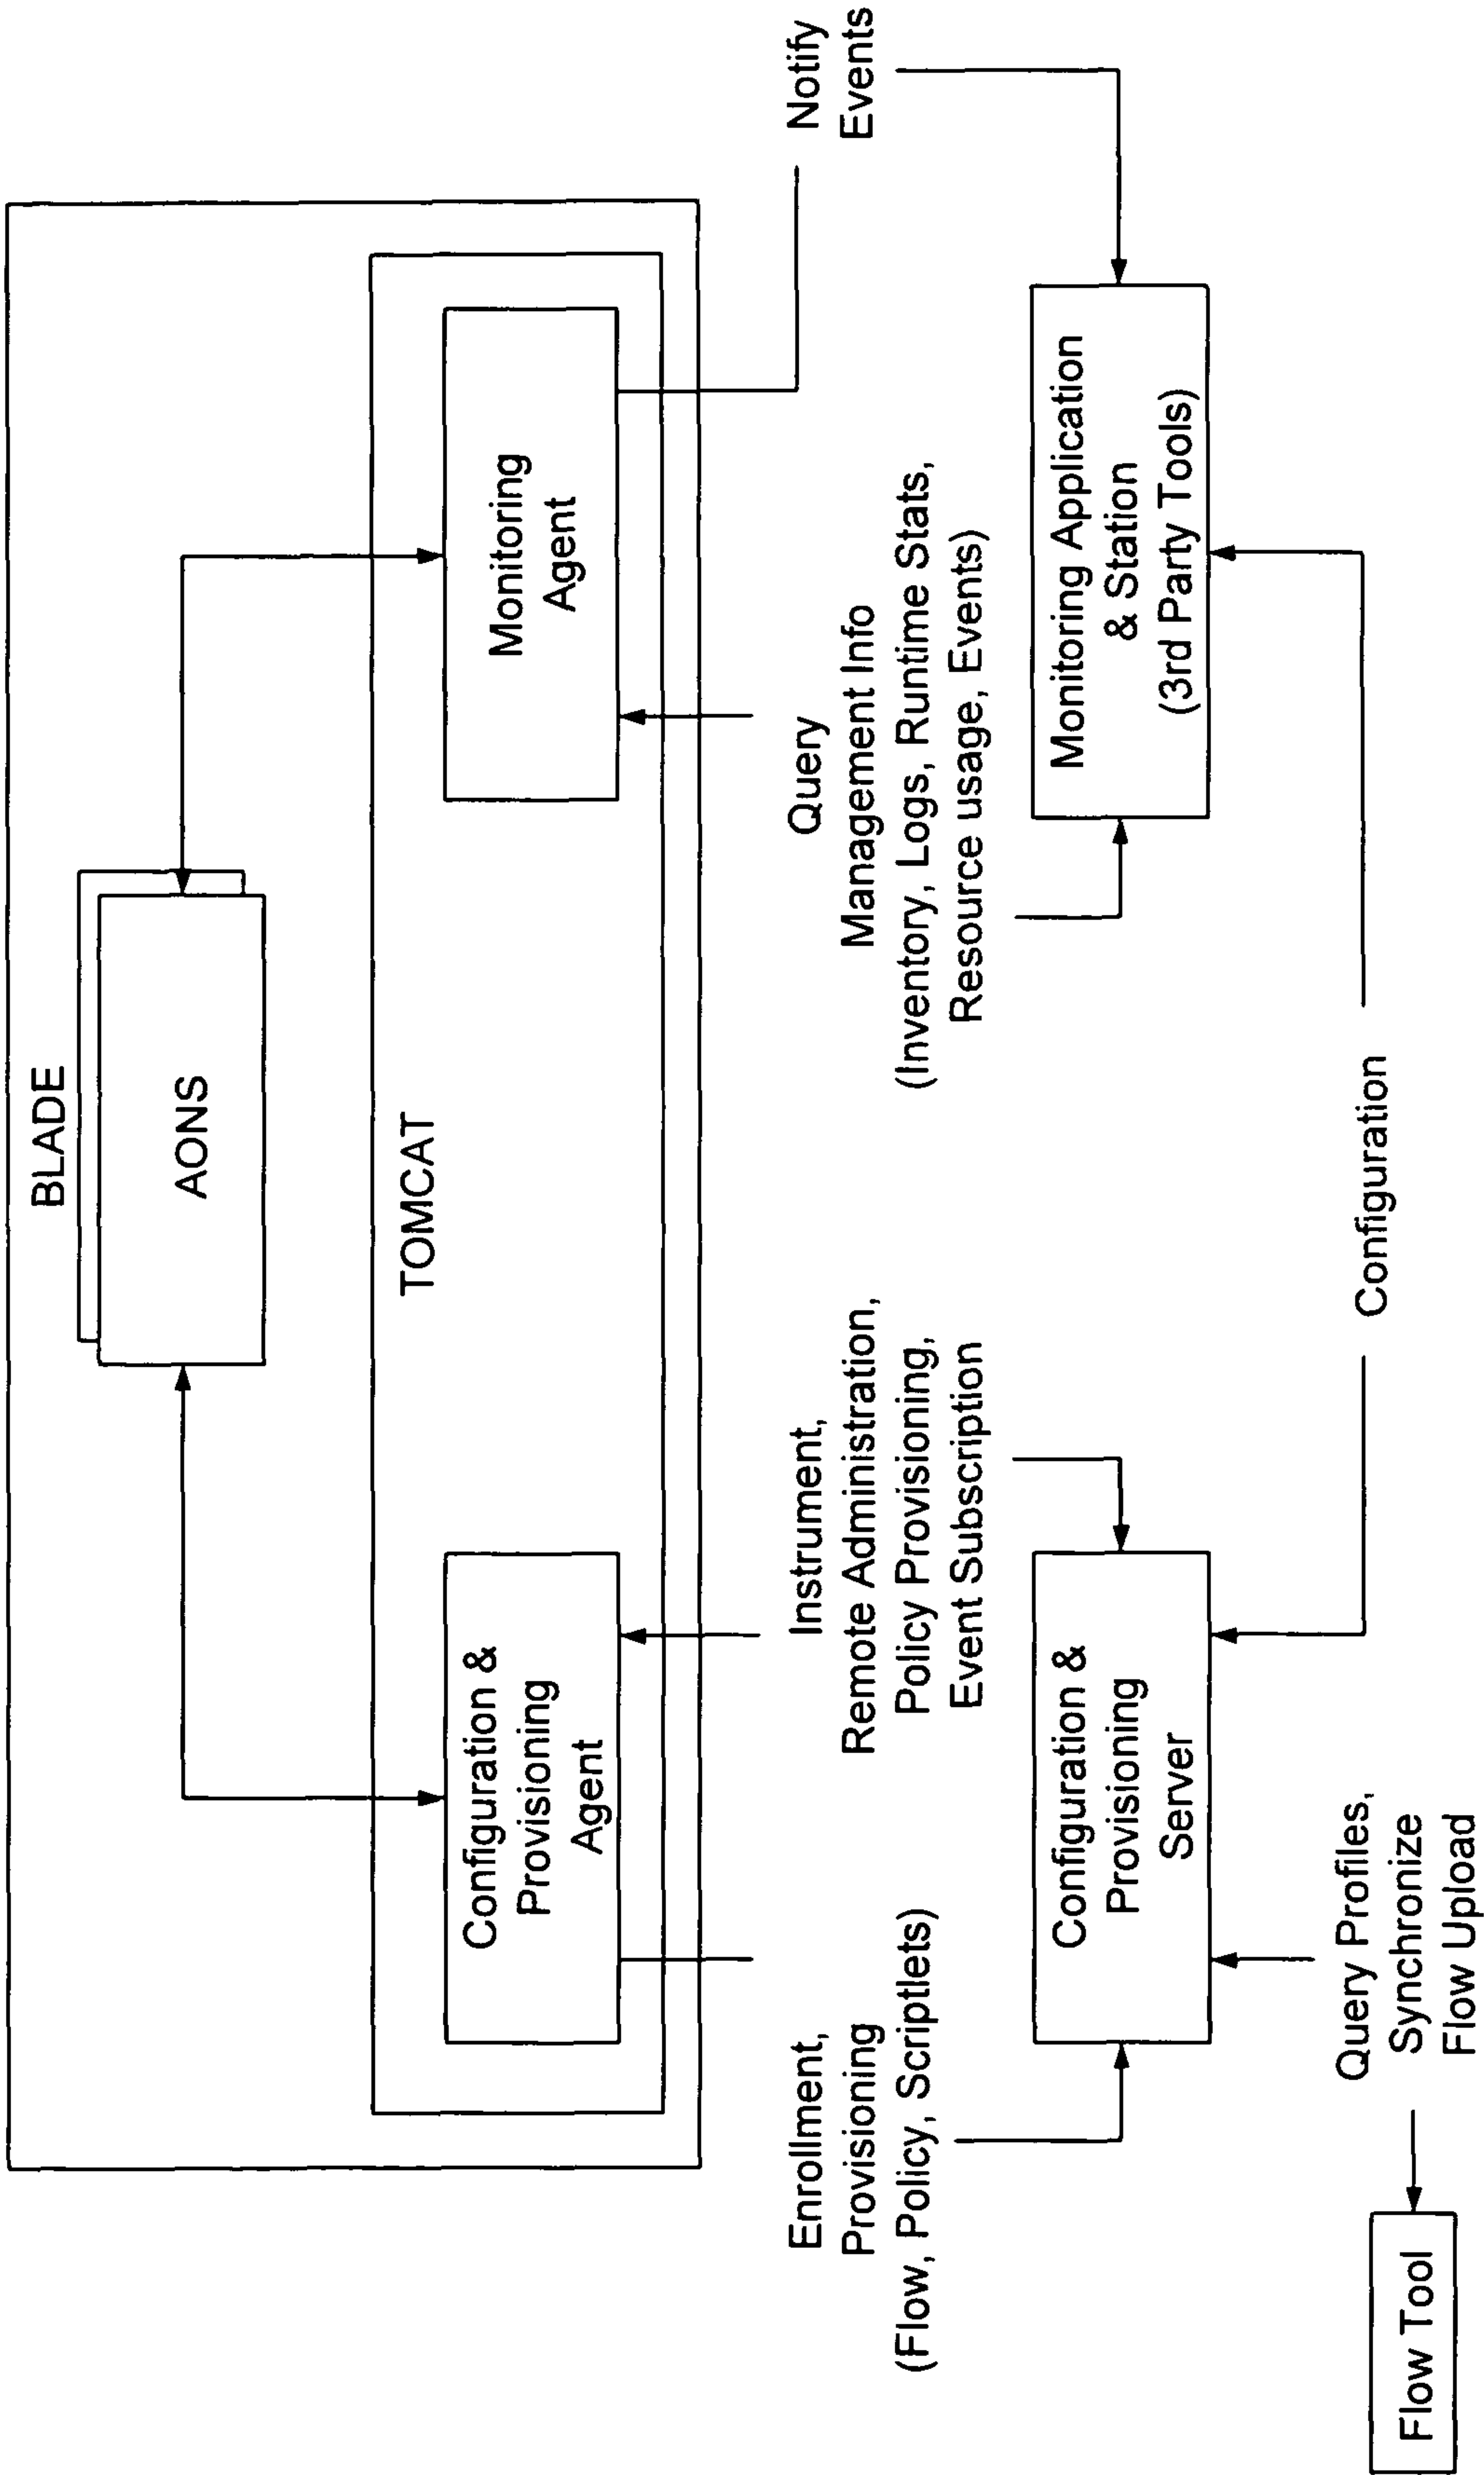 BLADE
AONS
TOMCAT
Configuration &
Provisioning
Agent
Monitoring
Agent
Enrollment,
Provisioning
(Flow, Policy, Scriptlets)
Instrument,
Remote Administration,
Policy Provisioning,
Event Subscription
Query
Management Info
(Inventory, Logs, Runtime Stats,
Resource usage, Events)
Notify
Events
Configuration &
Provisioning
Server
Monitoring Application
& Station
(3rd Party Tools)
Flow Tool
Query Profiles,
Synchronize
Flow Upload
Configuration